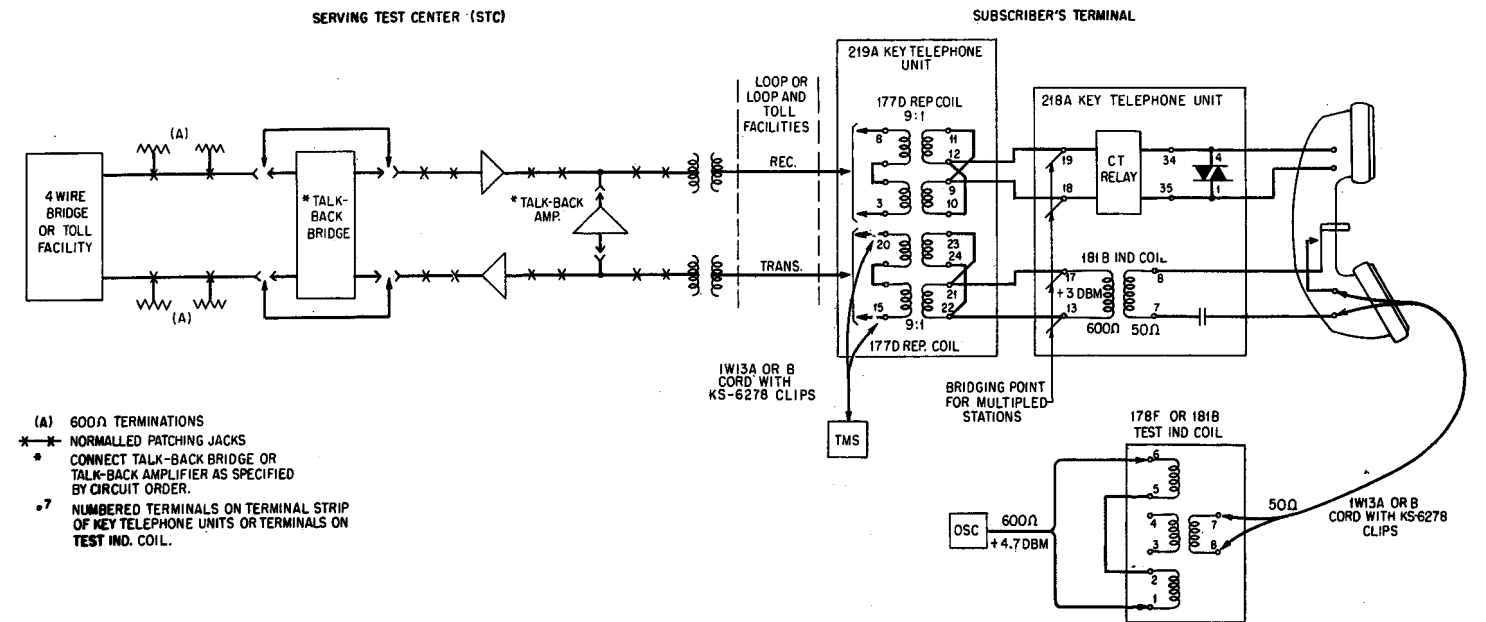 SERVING TEST CENTER (STC)
SUBSCRIBER'S TERMINAL
219A KEY TELEPHONE
UNIT
LOOP OR
LOOP AND
TOLL
FACILITIES
177D REP COIL
9:1
218A KEY TELEPHONE UNIT
(A)
8
11
12
9
10
3
REC.
19
18
CT
RELAY
34
35
4
1
4 WIRE
BRIDGE
OR TOLL
FACILITY
* TALK-
BACK
BRIDGE
* TALK-BACK
AMP.
20
23
24
TRANS.
21
22
15
9:1
177D REP. COIL
181B IND COIL
17
+3 DBM
13
600Ω
50Ω
8
7
(A)
1W13A OR B
CORD WITH
KS-6278 CLIPS
BRIDGING POINT
FOR MULTIPLED
STATIONS
TMS
(A) 600Ω TERMINATIONS
NORMALLED PATCHING JACKS
* CONNECT TALK-BACK BRIDGE OR
TALK-BACK AMPLIFIER AS SPECIFIED
BY CIRCUIT ORDER.
7 NUMBERED TERMINALS ON TERMINAL STRIP
OF KEY TELEPHONE UNITS OR TERMINALS ON
TEST IND. COIL.
178F OR 181B
TEST IND COIL
6
5
4
3
2
1
7
8
OSC
600Ω
+4.7DBM
50Ω
1W13A OR B
CORD WITH KS-6278
CLIPS